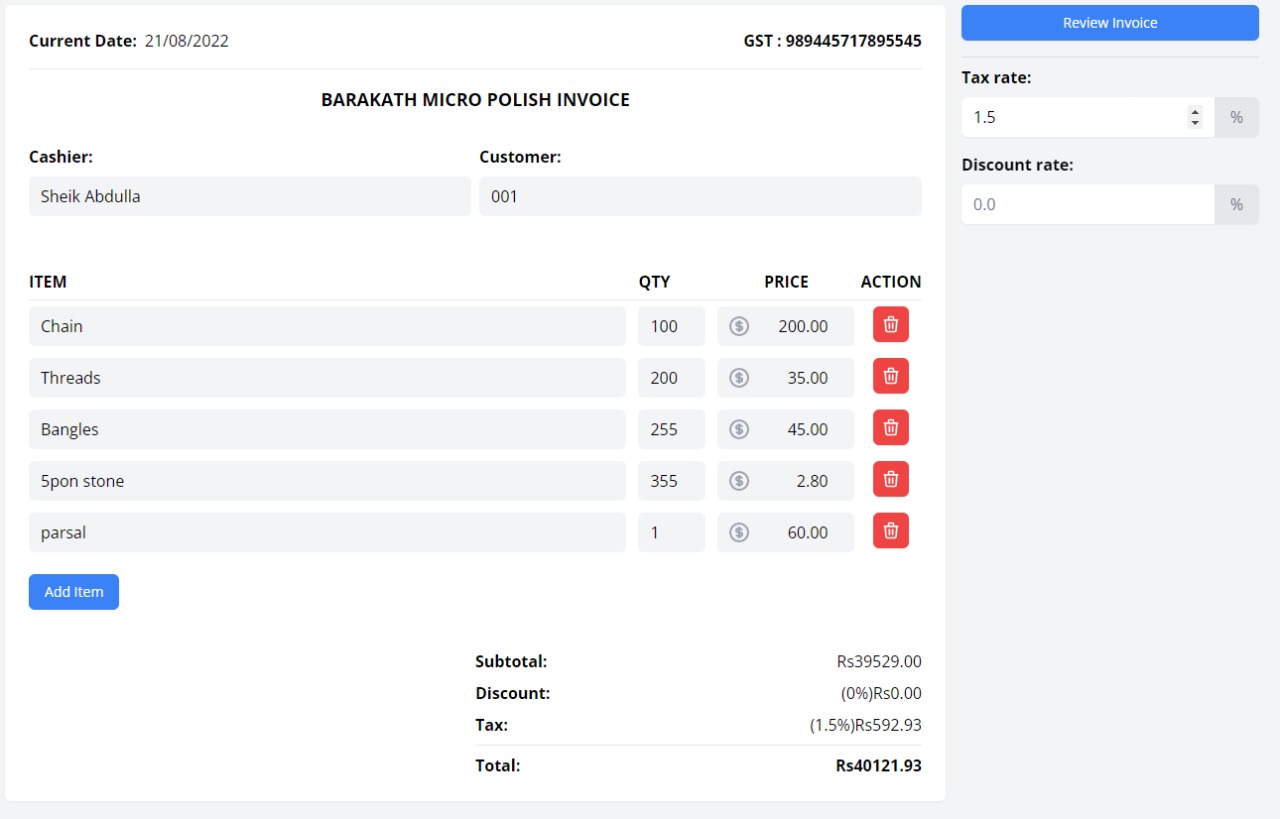 Current Date: 21/08/2022 GST : 989445717895545
BARAKATH MICRO POLISH INVOICE
Cashier: Customer:
Sheik Abdulla 001
ITEM QTY PRICE ACTION
Chain 100 $ 200.00
Threads 200 $ 35.00
Bangles 255 $ 45.00
5pon stone 355 $ 2.80
parsal 1 $ 60.00
Add Item
Subtotal: Rs39529.00
Discount: (0%)Rs0.00
Tax: (1.5%)Rs592.93
Total: Rs40121.93
Review Invoice
Tax rate:
1.5 %
Discount rate:
0.0 %